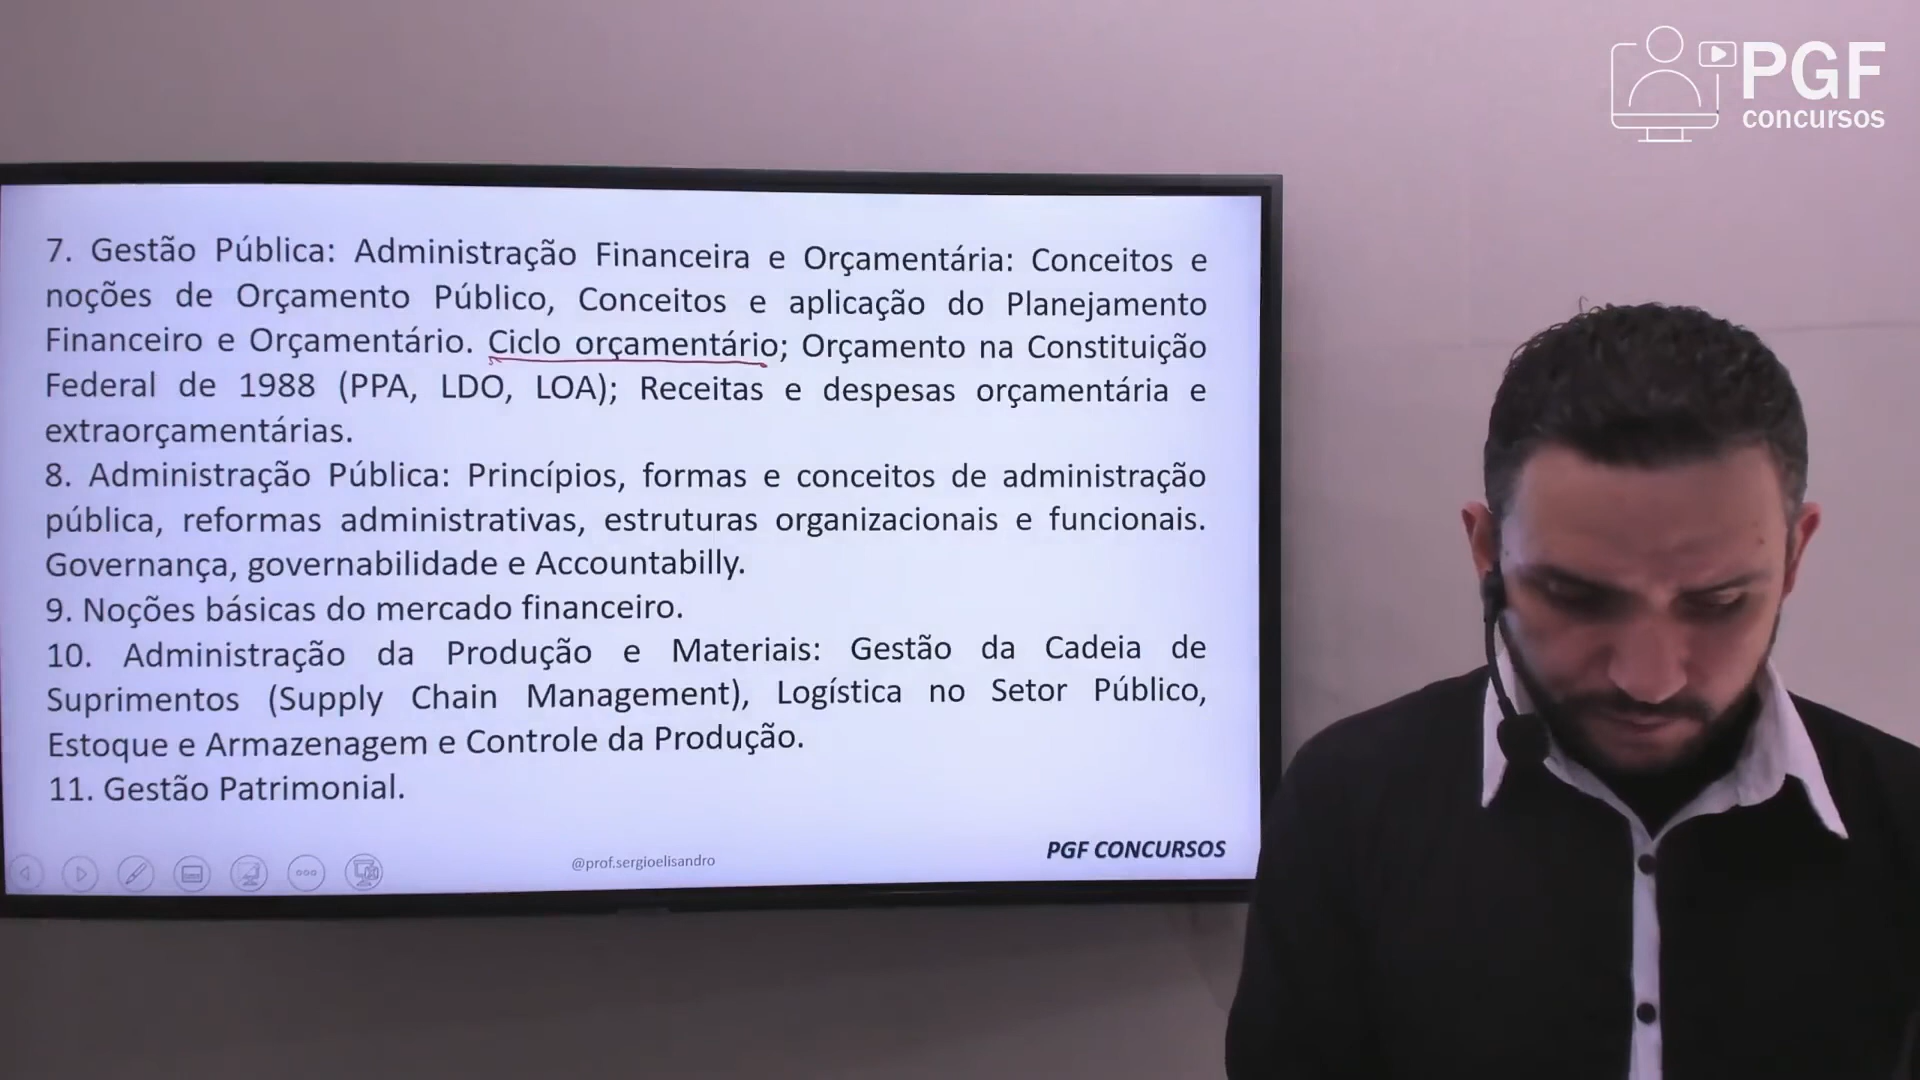 PGF
concursos
7. Gestão Pública: Administração Financeira e Orçamentária: Conceitos e
noções de Orçamento Público, Conceitos e aplicação do Planejamento
Financeiro e Orçamentário. Ciclo orçamentário; Orçamento na Constituição
Federal de 1988 (PPA, LDO, LOA); Receitas e despesas orçamentária e
extraorçamentárias.
8. Administração Pública: Princípios, formas e conceitos de administração
pública, reformas administrativas, estruturas organizacionais e funcionais.
Governança, governabilidade e Accountabilly.
9. Noções básicas do mercado financeiro.
10. Administração da Produção e Materiais: Gestão da Cadeia de
Suprimentos (Supply Chain Management), Logística no Setor Público,
Estoque e Armazenagem e Controle da Produção.
11. Gestão Patrimonial.
@prof.sergioelisandro
PGF CONCURSOS